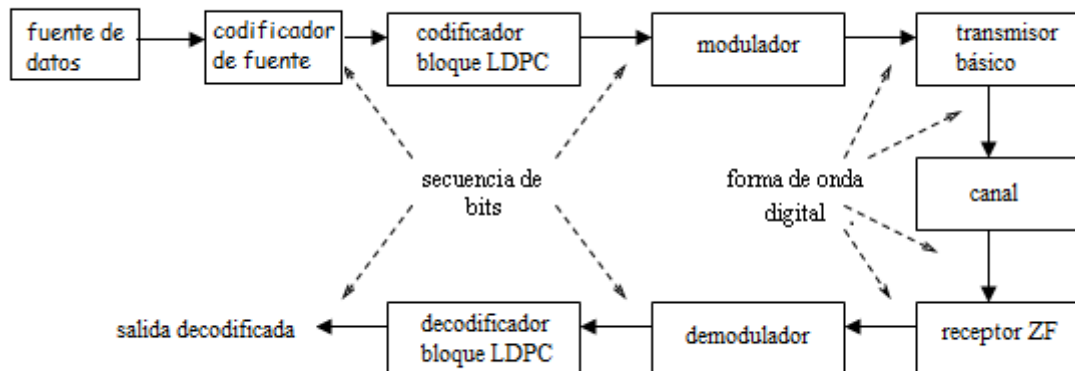 fuente de
datos
codificador
de fuente
codificador
bloque LDPC
modulador
transmisor
básico
secuencia de
bits
forma de onda
digital
canal
salida decodificada
decodificador
bloque LDPC
demodulador
receptor ZF